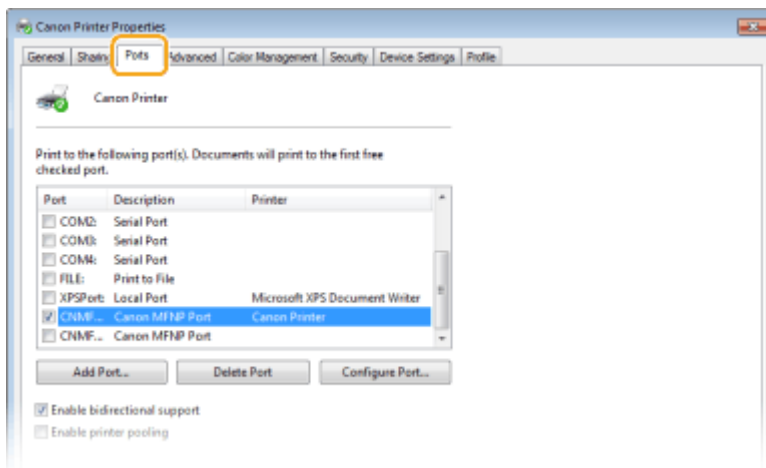 Canon Printer Properties
General Sharing Ports Advanced Color Management Security Device Settings Profile
Canon Printer
Print to the following port(s). Documents will print to the first free
checked port.
Port Description Printer
COM2: Serial Port
COM3: Serial Port
COM4: Serial Port
FILE: Print to File
XPSPort: Local Port Microsoft XPS Document Writer
CNMF... Canon MFNP Port Canon Printer
CNMF... Canon MFNP Port
Add Port... Delete Port Configure Port...
Enable bidirectional support
Enable printer pooling